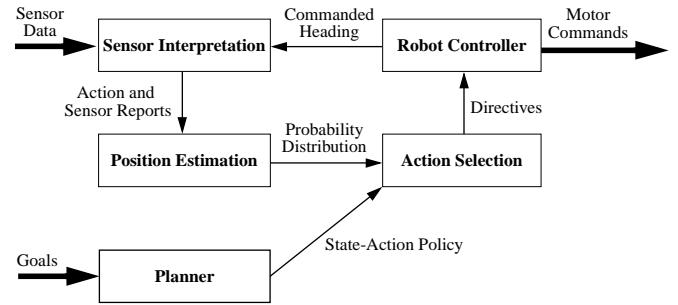 Sensor
Data
Sensor Interpretation
Commanded
Heading
Robot Controller
Motor
Commands
Action and
Sensor Reports
Directives
Probability
Distribution
Position Estimation
Action Selection
State-Action Policy
Goals
Planner